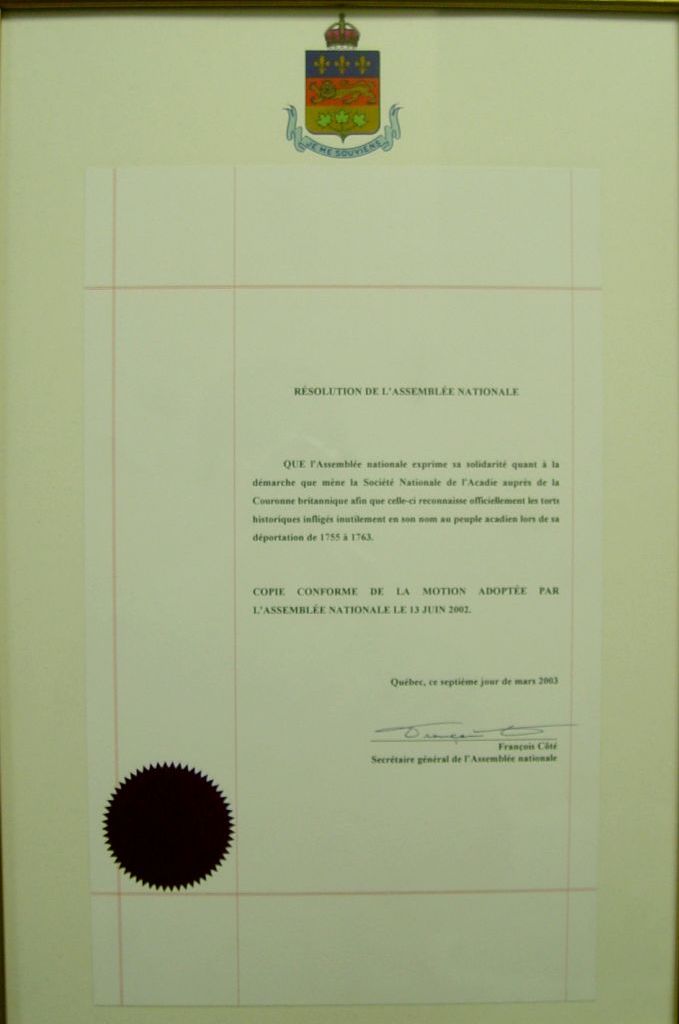 JE ME SOUVIENS
RÉSOLUTION DE L'ASSEMBLÉE NATIONALE
QUE l'Assemblée nationale exprime sa solidarité quant à la
démarche que mène la Société Nationale de l'Acadie auprès de la
Couronne britannique afin que celle-ci reconnaisse officiellement les torts
historiques infligés inutilement en son nom au peuple acadien lors de sa
déportation de 1755 à 1763.
COPIE CONFORME DE LA MOTION ADOPTÉE PAR
L'ASSEMBLÉE NATIONALE LE 13 JUIN 2002.
Québec, ce septième jour de mars 2003
François Côté
Secrétaire général de l'Assemblée nationale